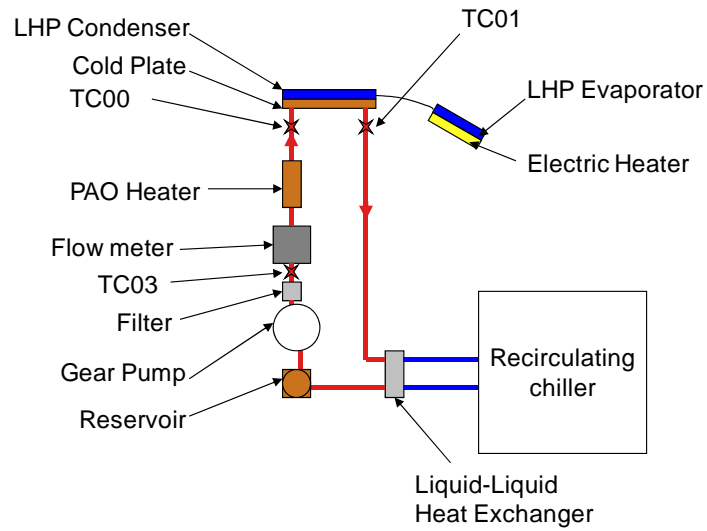 LHP Condenser
TC01
Cold Plate
TC00
LHP Evaporator
Electric Heater
PAO Heater
Flow meter
TC03
Filter
Gear Pump
Reservoir
Recirculating
chiller
Liquid-Liquid
Heat Exchanger